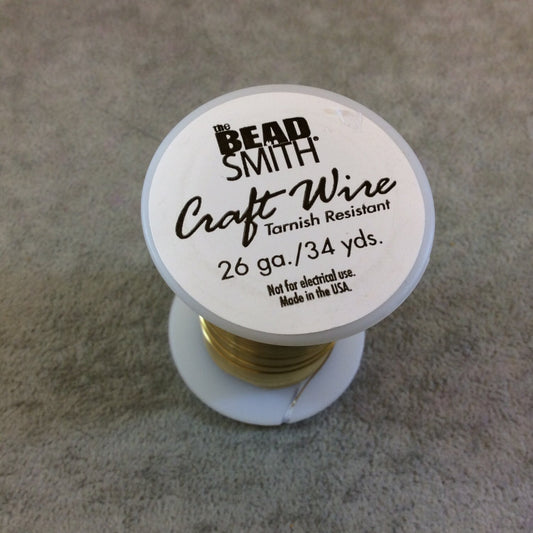 the
BEAD
SMITH®
Craft Wire
Tarnish Resistant
26 ga./34 yds.
Not for electrical use.
Made in the USA.